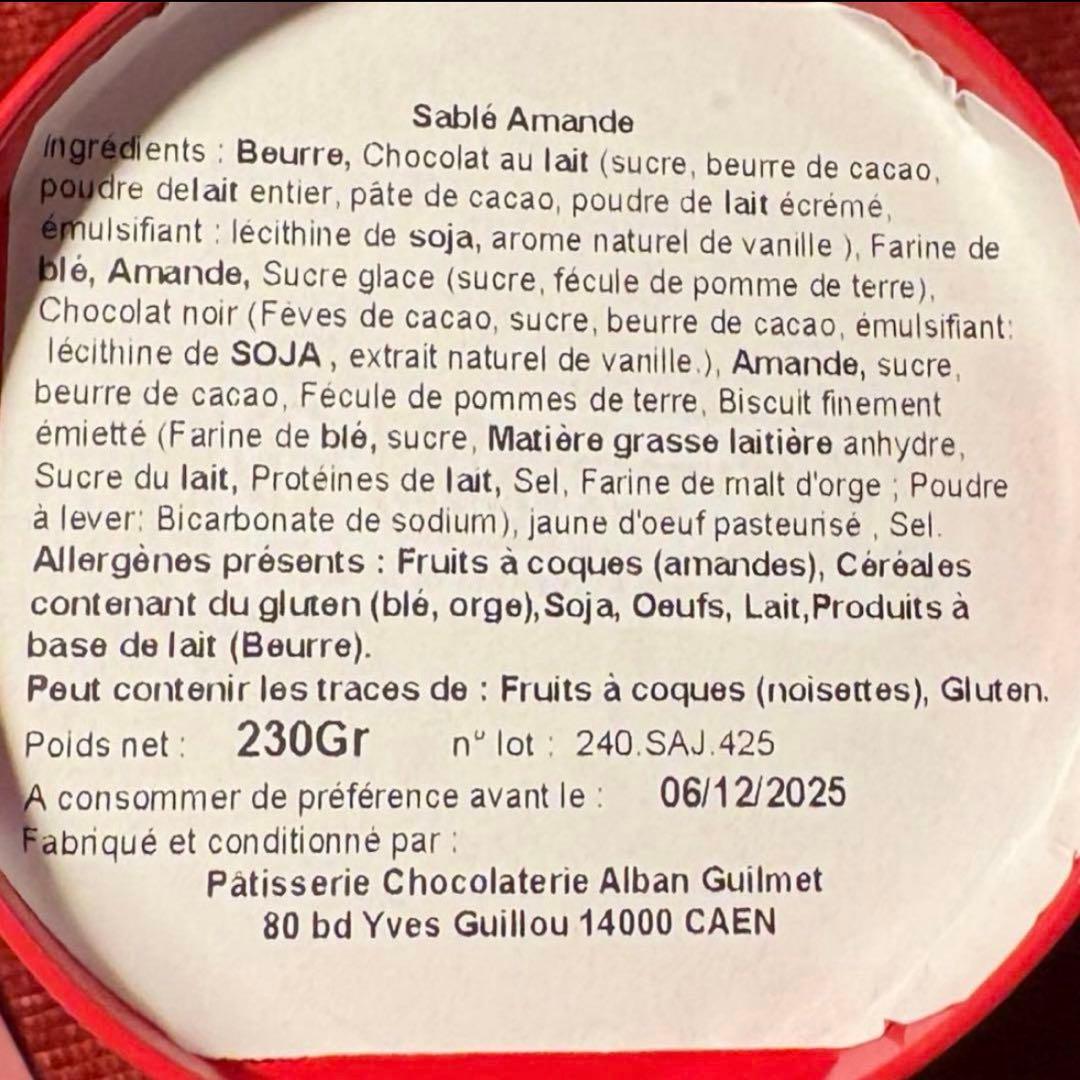 Sablé Amande
Ingrédients : Beurre, Chocolat au lait (sucre, beurre de cacao,
poudre delait entier, pâte de cacao, poudre de lait écrémé,
émulsifiant : lécithine de soja, arome naturel de vanille ), Farine de
blé, Amande, Sucre glace (sucre, fécule de pomme de terre),
Chocolat noir (Fèves de cacao, sucre, beurre de cacao, émulsifiant:
lécithine de SOJA , extrait naturel de vanille.), Amande, sucre,
beurre de cacao, Fécule de pommes de terre, Biscuit finement
émietté (Farine de blé, sucre, Matière grasse laitière anhydre,
Sucre du lait, Protéines de lait, Sel, Farine de malt d'orge ; Poudre
à lever: Bicarbonate de sodium), jaune d'oeuf pasteurisé , Sel.
Allergènes présents : Fruits à coques (amandes), Céréales
contenant du gluten (blé, orge), Soja, Oeufs, Lait,Produits à
base de lait (Beurre).
Peut contenir les traces de : Fruits à coques (noisettes), Gluten.
Poids net : 230Gr n° lot : 240.SAJ.425
A consommer de préférence avant le : 06/12/2025
Fabriqué et conditionné par :
Pâtisserie Chocolaterie Alban Guilmet
80 bd Yves Guillou 14000 CAEN